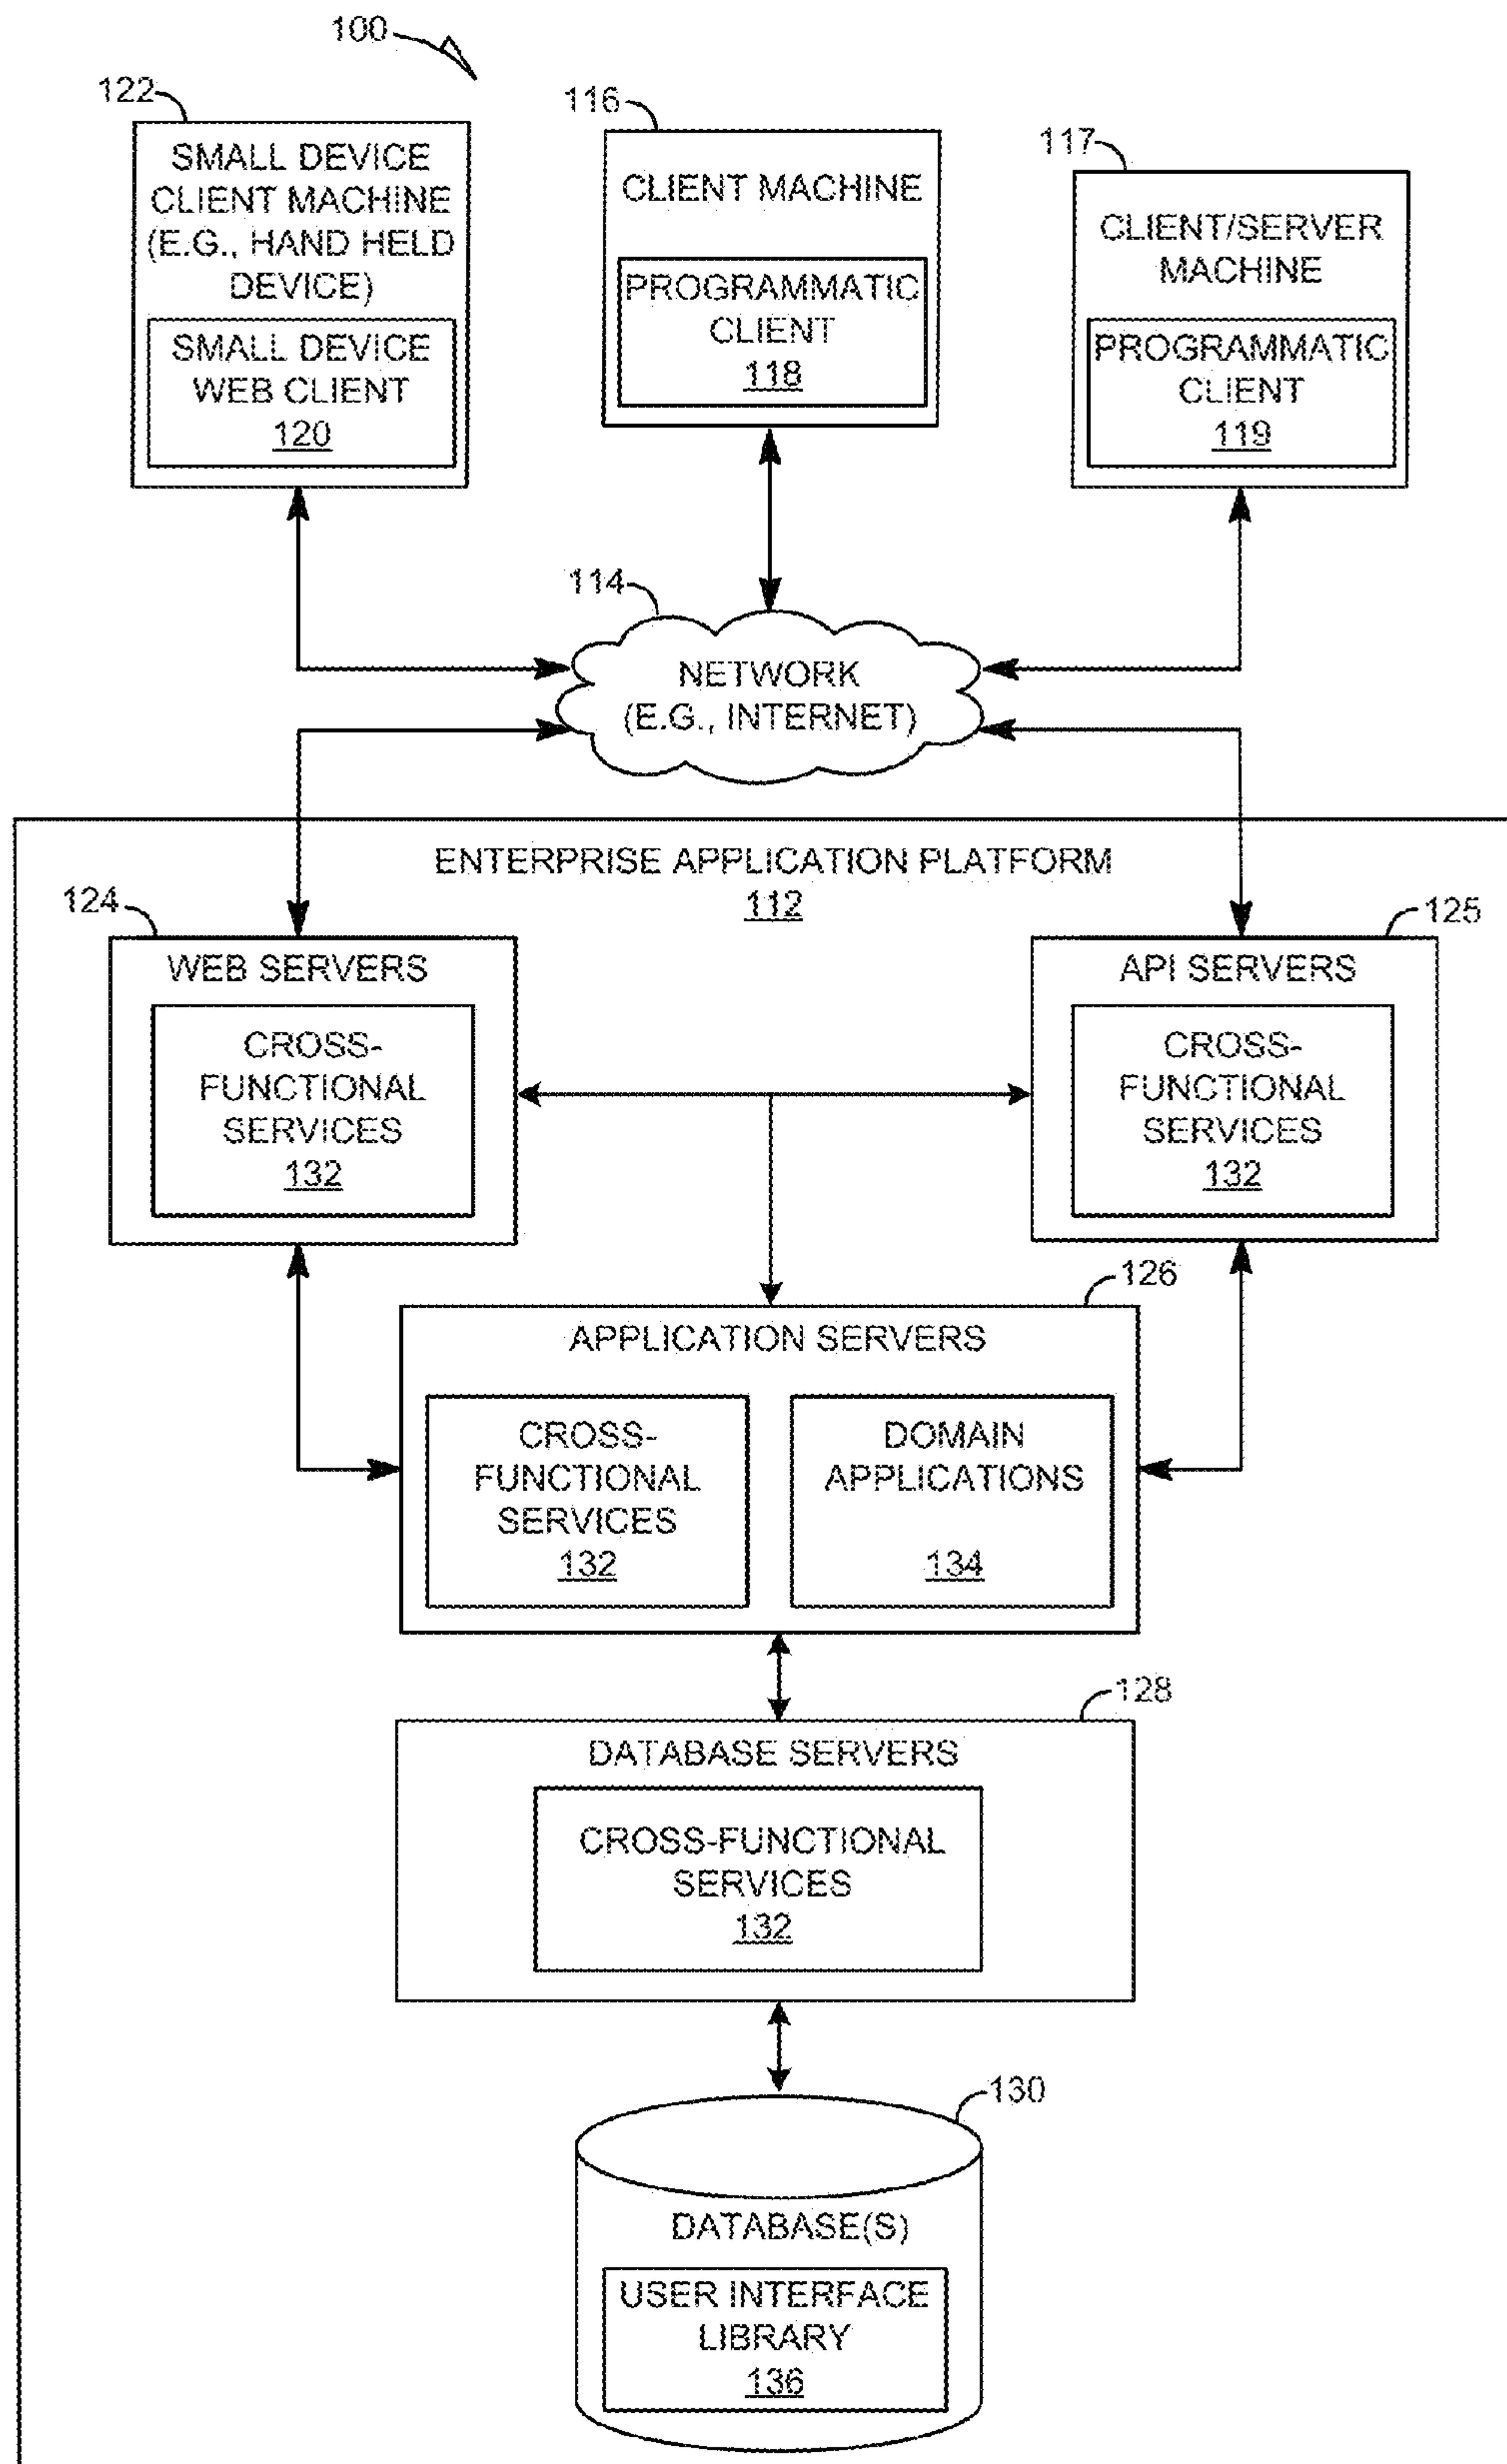 100
122
SMALL DEVICE
CLIENT MACHINE
(E.G., HAND HELD
DEVICE)
SMALL DEVICE
WEB CLIENT
120
116
CLIENT MACHINE
PROGRAMMATIC
CLIENT
118
117
CLIENT/SERVER
MACHINE
PROGRAMMATIC
CLIENT
119
114
NETWORK
(E.G., INTERNET)
ENTERPRISE APPLICATION PLATFORM
112
124
WEB SERVERS
CROSS-
FUNCTIONAL
SERVICES
132
125
API SERVERS
CROSS-
FUNCTIONAL
SERVICES
132
126
APPLICATION SERVERS
CROSS-
FUNCTIONAL
SERVICES
132
DOMAIN
APPLICATIONS
134
128
DATABASE SERVERS
CROSS-FUNCTIONAL
SERVICES
132
130
DATABASE(S)
USER INTERFACE
LIBRARY
136